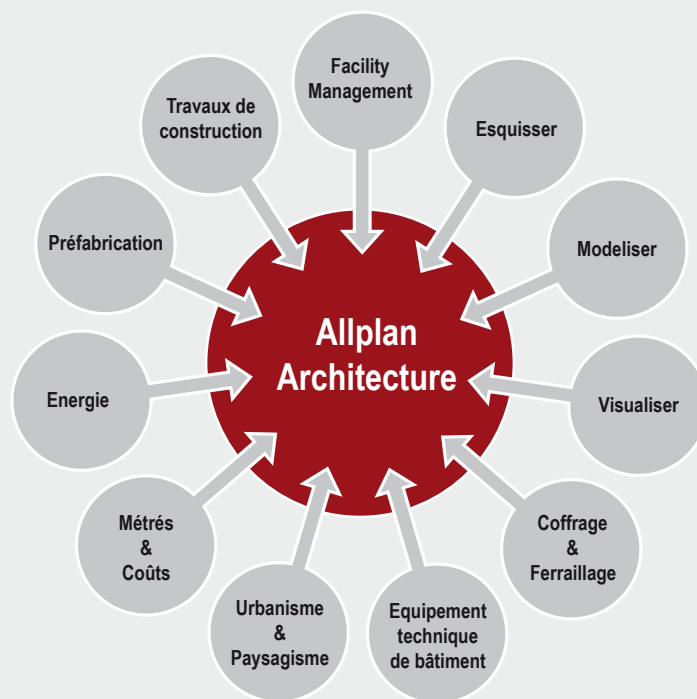 Facility
Management
Esquisser
Modeliser
Visualiser
Coffrage
&
Ferraillage
Equipement
technique
de bâtiment
Urbanisme
&
Paysagisme
Métrés
&
Coûts
Energie
Préfabrication
Travaux de
construction
Allplan
Architecture